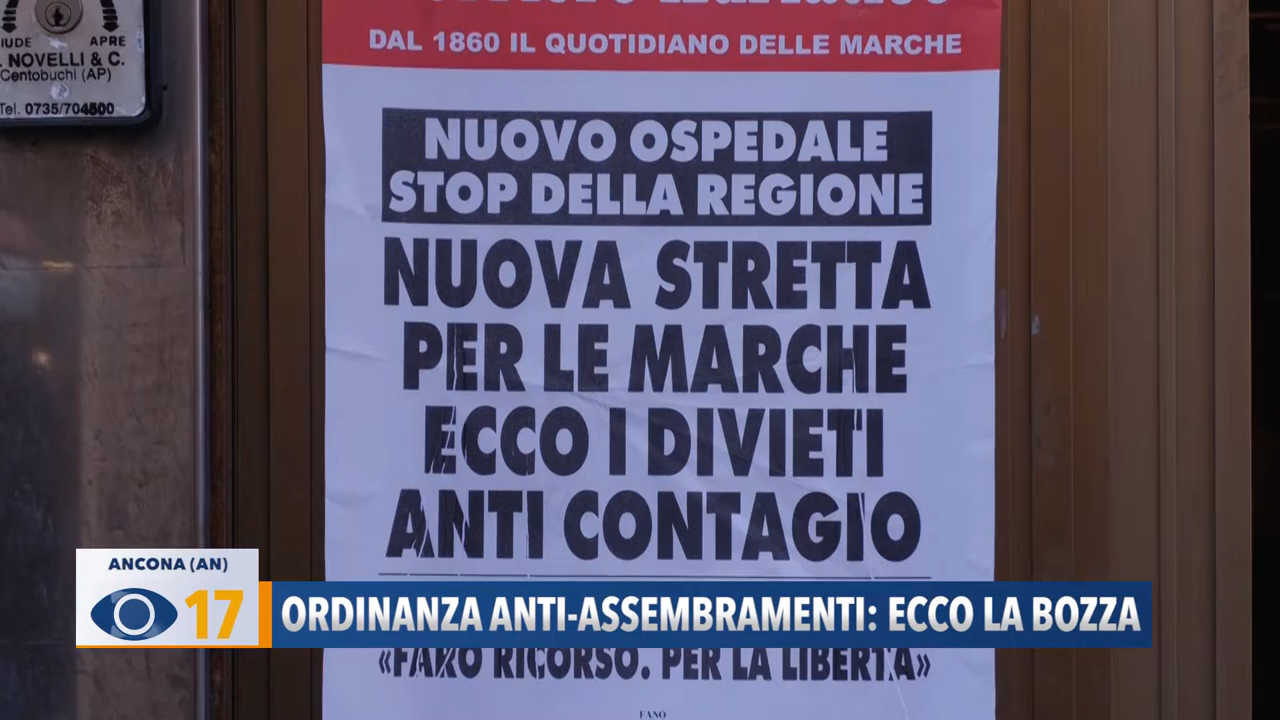 IUDE APRE
NOVELLI & C.
Centobuchi (AP)
Tel. 0735/704500
DAL 1860 IL QUOTIDIANO DELLE MARCHE
NUOVO OSPEDALE
STOP DELLA REGIONE
NUOVA STRETTA
PER LE MARCHE
ECCO I DIVIETI
ANTI CONTAGIO
ANCONA (AN)
17
ORDINANZA ANTI-ASSEMBRAMENTI: ECCO LA BOZZA
«FARÒ RICORSO. PER LA LIBERTÀ»
FANO